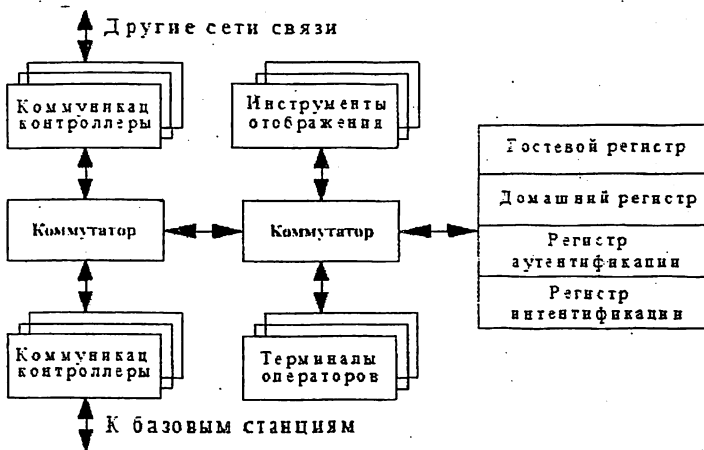 Другие сети связи
Коммуникац
контроллеры
Инструменты
отображения
Гостевой регистр
Домашний регистр
Регистр
аутентификации
Регистр
интентификации
Коммутатор
Коммутатор
Коммуникац
контроллеры
Терминалы
операторов
К базовым станциям